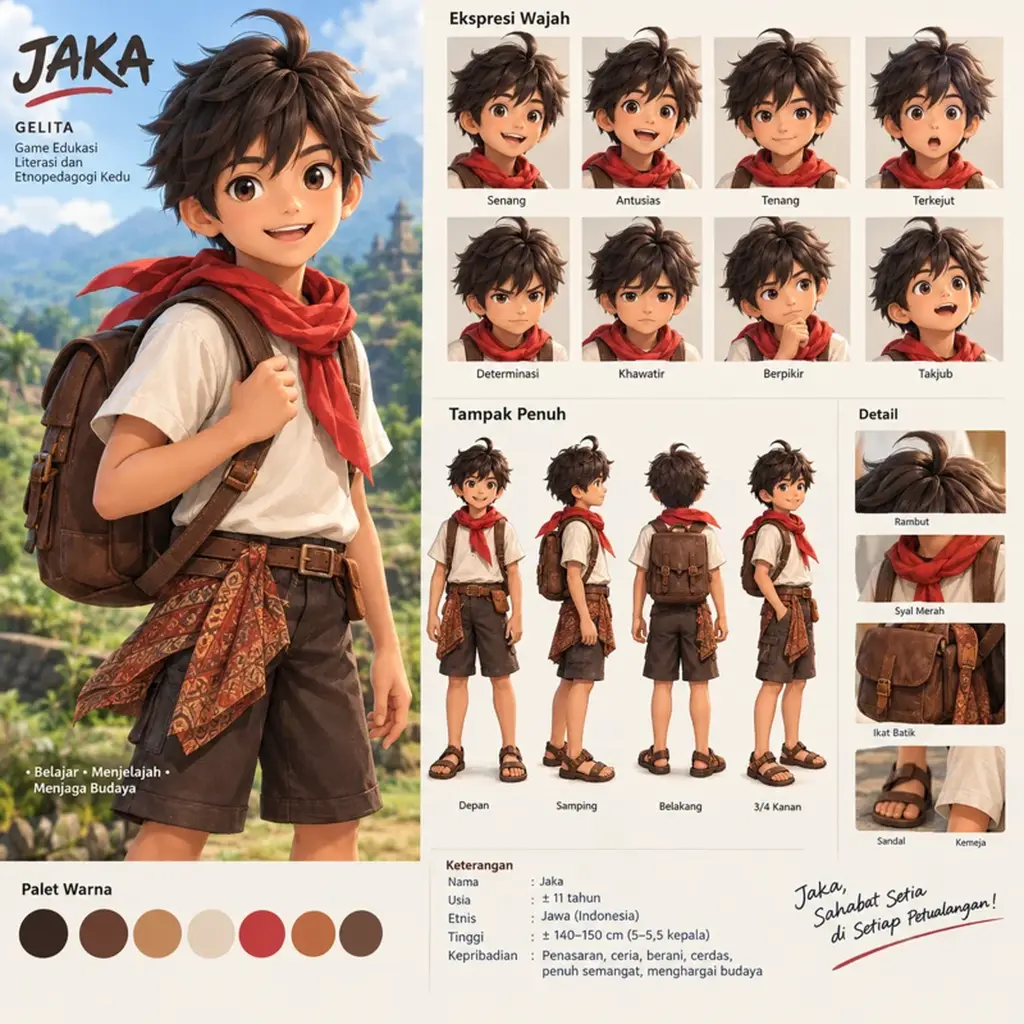 JAKA
GELITA
Game Edukasi
Literasi dan
Etnopedagogi Kedu
• Belajar • Menjelajah •
Menjaga Budaya
Palet Warna
Ekspresi Wajah
Senang
Antusias
Tenang
Terkejut
Determinasi
Khawatir
Berpikir
Takjub
Tampak Penuh
Depan
Samping
Belakang
3/4 Kanan
Detail
Rambut
Syal Merah
Ikat Batik
Sandal
Kemeja
Keterangan
Nama : Jaka
Usia : ± 11 tahun
Etnis : Jawa (Indonesia)
Tinggi : ± 140–150 cm (5–5,5 kepala)
Kepribadian : Penasaran, ceria, berani, cerdas,
penuh semangat, menghargai budaya
Jaka,
Sahabat Setia
di Setiap Petualangan!